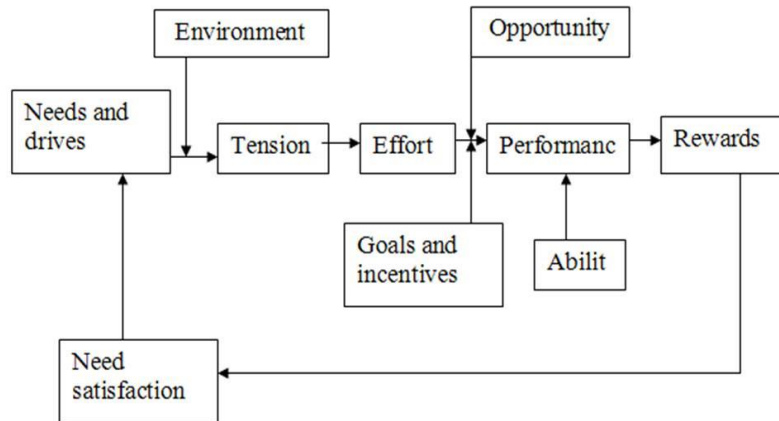 Environment
Opportunity
Needs and
drives
Tension
Effort
Performanc
Rewards
Goals and
incentives
Abilit
Need
satisfaction